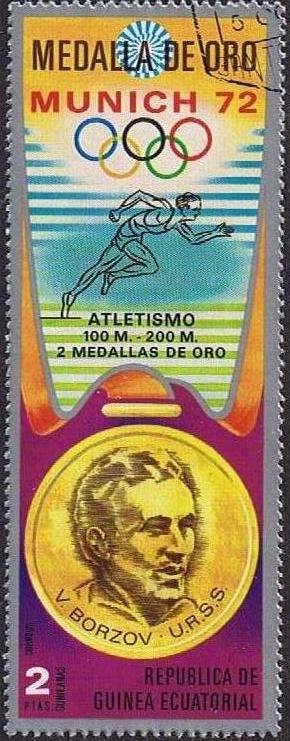 MEDALLA DE ORO
MUNICH 72
ATLETISMO
100 M. - 200 M.
2 MEDALLAS DE ORO
V. BORZOV · U.R.S.S.
2
PTAS
GUINEANAS
REPUBLICA DE
GUINEA ECUATORIAL